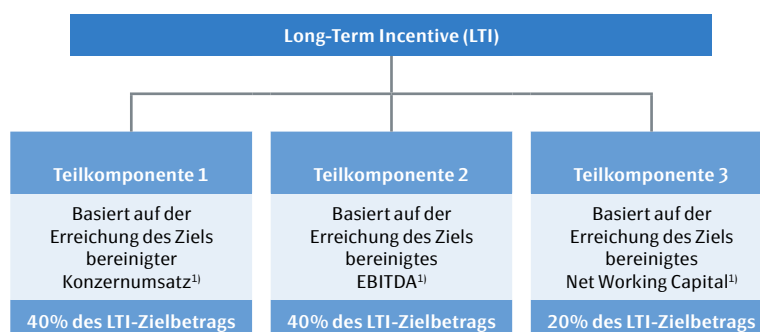 Long-Term Incentive (LTI)
Teilkomponente 1
Basiert auf der
Erreichung des Ziels
bereinigter
Konzernumsatz¹⁾
40% des LTI-Zielbetrags
Teilkomponente 2
Basiert auf der
Erreichung des Ziels
bereinigtes
EBITDA¹⁾
40% des LTI-Zielbetrags
Teilkomponente 3
Basiert auf der
Erreichung des Ziels
bereinigtes
Net Working Capital¹⁾
20% des LTI-Zielbetrags